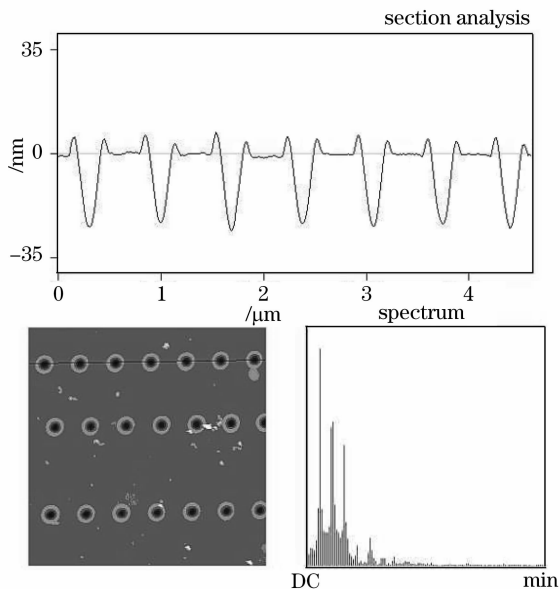 section analysis
35
0
−35
/nm
0 1 2 3 4
/μm
spectrum
DC min